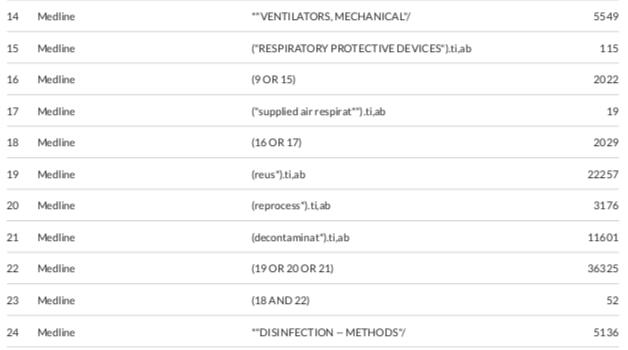 14 Medline *"VENTILATORS, MECHANICAL"/ 5549
15 Medline ("RESPIRATORY PROTECTIVE DEVICES").ti,ab 115
16 Medline (9 OR 15) 2022
17 Medline ("supplied air respirat*").ti,ab 19
18 Medline (16 OR 17) 2029
19 Medline (reus*).ti,ab 22257
20 Medline (reprocess*).ti,ab 3176
21 Medline (decontaminat*).ti,ab 11601
22 Medline (19 OR 20 OR 21) 36325
23 Medline (18 AND 22) 52
24 Medline *"DISINFECTION -- METHODS"/ 5136